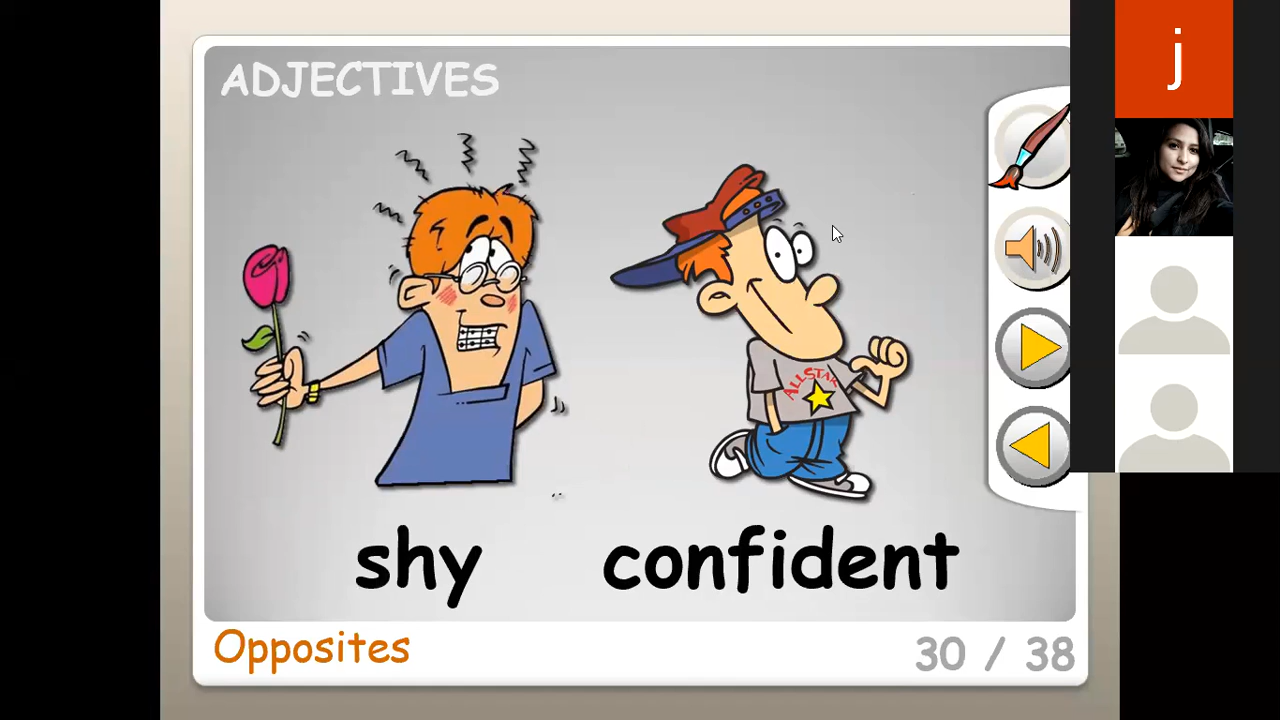 ADJECTIVES
j
ALLSTAR
shy confident
Opposites
30 / 38